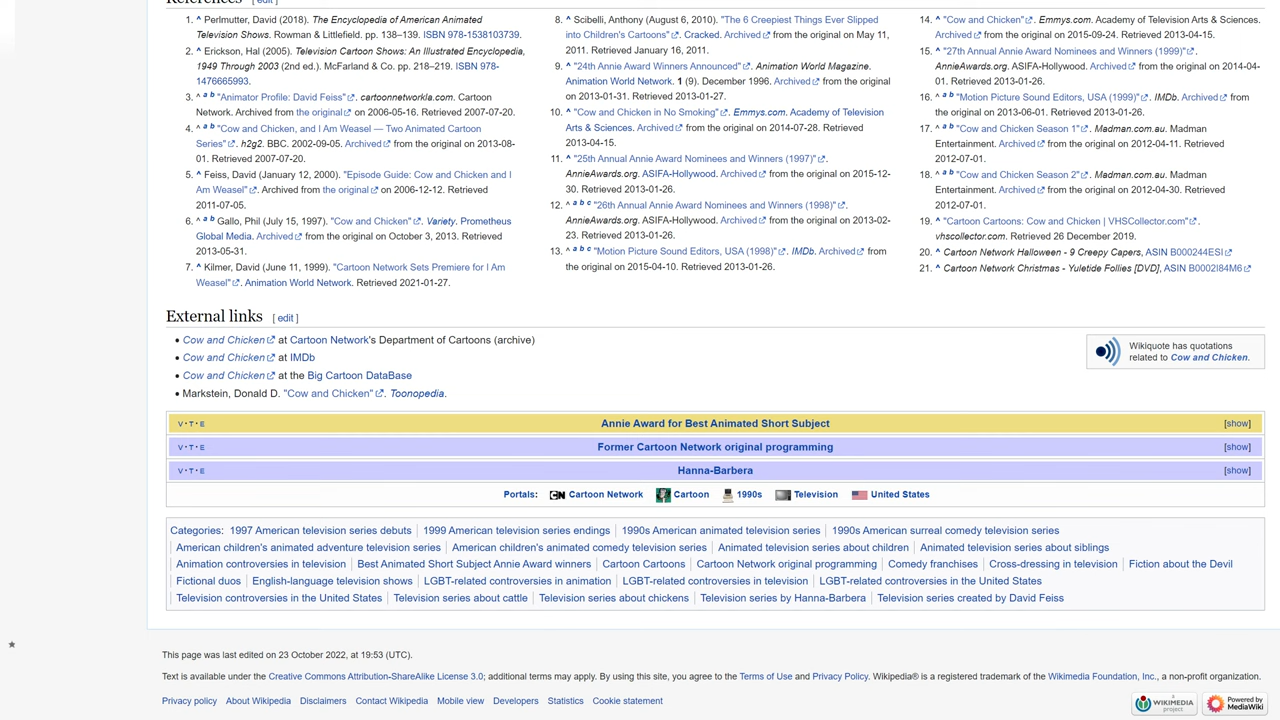 References [ edit ]
1. ^ Perlmutter, David (2018). The Encyclopedia of American Animated
Television Shows. Rowman & Littlefield. pp. 138–139. ISBN 978-1538103739.
2. ^ Erickson, Hal (2005). Television Cartoon Shows: An Illustrated Encyclopedia,
1949 Through 2003 (2nd ed.). McFarland & Co. pp. 218–219. ISBN 978-
1476665993.
3. ^ a b "Animator Profile: David Feiss". cartoonnetworkla.com. Cartoon
Network. Archived from the original on 2006-05-16. Retrieved 2007-07-20.
4. ^ a b "Cow and Chicken, and I Am Weasel — Two Animated Cartoon
Series". h2g2. BBC. 2002-09-05. Archived from the original on 2013-08-
01. Retrieved 2007-07-20.
5. ^ Feiss, David (January 12, 2000). "Episode Guide: Cow and Chicken and I
Am Weasel". Archived from the original on 2006-12-12. Retrieved
2011-07-05.
6. ^ a b Gallo, Phil (July 15, 1997). "Cow and Chicken". Variety. Prometheus
Global Media. Archived from the original on October 3, 2013. Retrieved
2013-05-31.
7. ^ Kilmer, David (June 11, 1999). "Cartoon Network Sets Premiere for I Am
Weasel". Animation World Network. Retrieved 2021-01-27.
8. ^ Scibelli, Anthony (August 6, 2010). "The 6 Creepiest Things Ever Slipped
into Children's Cartoons". Cracked. Archived from the original on May 11,
2011. Retrieved January 16, 2011.
9. ^ "24th Annie Award Winners Announced". Animation World Magazine.
Animation World Network. 1 (9). December 1996. Archived from the original
on 2013-01-31. Retrieved 2013-01-27.
10. ^ "Cow and Chicken in No Smoking". Emmys.com. Academy of Television
Arts & Sciences. Archived from the original on 2014-07-28. Retrieved
2013-04-15.
11. ^ "25th Annual Annie Award Nominees and Winners (1997)".
AnnieAwards.org. ASIFA-Hollywood. Archived from the original on 2015-12-
30. Retrieved 2013-01-26.
12. ^ a b c "26th Annual Annie Award Nominees and Winners (1998)".
AnnieAwards.org. ASIFA-Hollywood. Archived from the original on 2013-02-
23. Retrieved 2013-01-26.
13. ^ a b c "Motion Picture Sound Editors, USA (1998)". IMDb. Archived from
the original on 2015-04-10. Retrieved 2013-01-26.
14. ^ "Cow and Chicken". Emmys.com. Academy of Television Arts & Sciences.
Archived from the original on 2015-09-24. Retrieved 2013-04-15.
15. ^ "27th Annual Annie Award Nominees and Winners (1999)".
AnnieAwards.org. ASIFA-Hollywood. Archived from the original on 2014-04-
01. Retrieved 2013-01-26.
16. ^ a b "Motion Picture Sound Editors, USA (1999)". IMDb. Archived from
the original on 2013-06-01. Retrieved 2013-01-26.
17. ^ a b "Cow and Chicken Season 1". Madman.com.au. Madman
Entertainment. Archived from the original on 2012-04-11. Retrieved
2012-07-01.
18. ^ a b "Cow and Chicken Season 2". Madman.com.au. Madman
Entertainment. Archived from the original on 2012-04-30. Retrieved
2012-07-01.
19. ^ "Cartoon Cartoons: Cow and Chicken | VHSCollector.com".
vhscollector.com. Retrieved 26 December 2019.
20. ^ Cartoon Network Halloween - 9 Creepy Capers, ASIN B000244ESI
21. ^ Cartoon Network Christmas - Yuletide Follies [DVD], ASIN B0002I84M6
External links [ edit ]
• Cow and Chicken at Cartoon Network's Department of Cartoons (archive)
• Cow and Chicken at IMDb
• Cow and Chicken at the Big Cartoon DataBase
• Markstein, Donald D. "Cow and Chicken". Toonopedia.
Wikiquote has quotations
related to Cow and Chicken.
V · T · E Annie Award for Best Animated Short Subject [show]
V · T · E Former Cartoon Network original programming [show]
V · T · E Hanna-Barbera [show]
Portals: CN Cartoon Network Cartoon 1990s Television United States
Categories: 1997 American television series debuts | 1999 American television series endings | 1990s American animated television series | 1990s American surreal comedy television series
| American children's animated adventure television series | American children's animated comedy television series | Animated television series about children | Animated television series about siblings
| Animation controversies in television | Best Animated Short Subject Annie Award winners | Cartoon Cartoons | Cartoon Network original programming | Comedy franchises | Cross-dressing in television | Fiction about the Devil
| Fictional duos | English-language television shows | LGBT-related controversies in animation | LGBT-related controversies in television | LGBT-related controversies in the United States
| Television controversies in the United States | Television series about cattle | Television series about chickens | Television series by Hanna-Barbera | Television series created by David Feiss
This page was last edited on 23 October 2022, at 19:53 (UTC).
Text is available under the Creative Commons Attribution-ShareAlike License 3.0; additional terms may apply. By using this site, you agree to the Terms of Use and Privacy Policy. Wikipedia® is a registered trademark of the Wikimedia Foundation, Inc., a non-profit organization.
Privacy policy About Wikipedia Disclaimers Contact Wikipedia Mobile view Developers Statistics Cookie statement
a
WIKIMEDIA
project
Powered by
MediaWiki